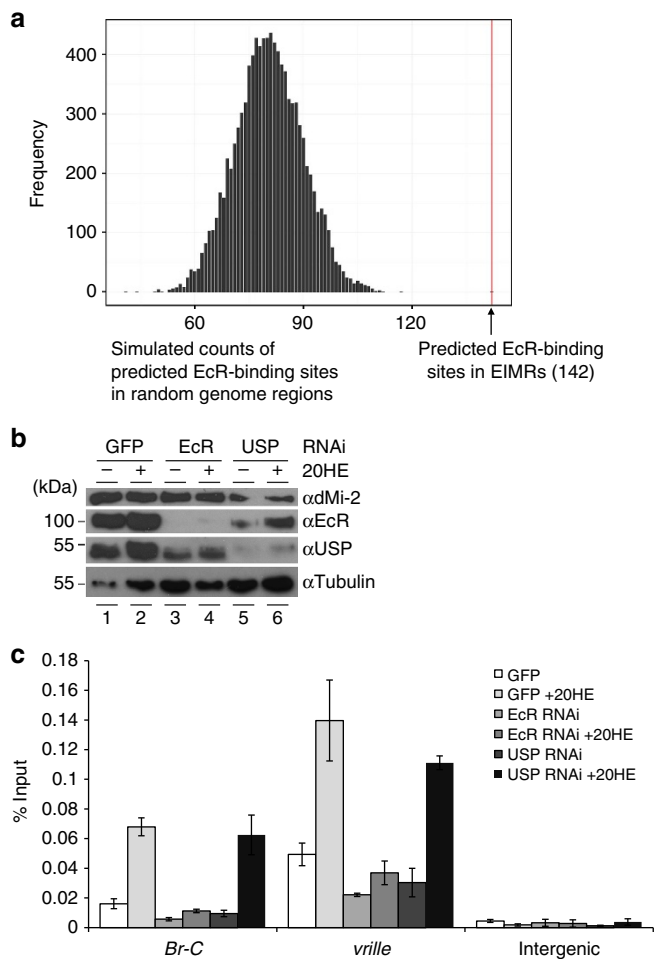 a
400
300
200
100
0
Frequency
60
90
120
Simulated counts of
predicted EcR-binding sites
in random genome regions
Predicted EcR-binding
sites in EIMRs (142)
b
GFP EcR USP RNAi
– + – + – + 20HE
(kDa)
αdMi-2
100 αEcR
55 αUSP
55 αTubulin
1 2 3 4 5 6
c
0.18
0.16
0.14
0.12
0.1
0.08
0.06
0.04
0.02
0
% Input
GFP
GFP +20HE
EcR RNAi
EcR RNAi +20HE
USP RNAi
USP RNAi +20HE
Br-C vrille Intergenic